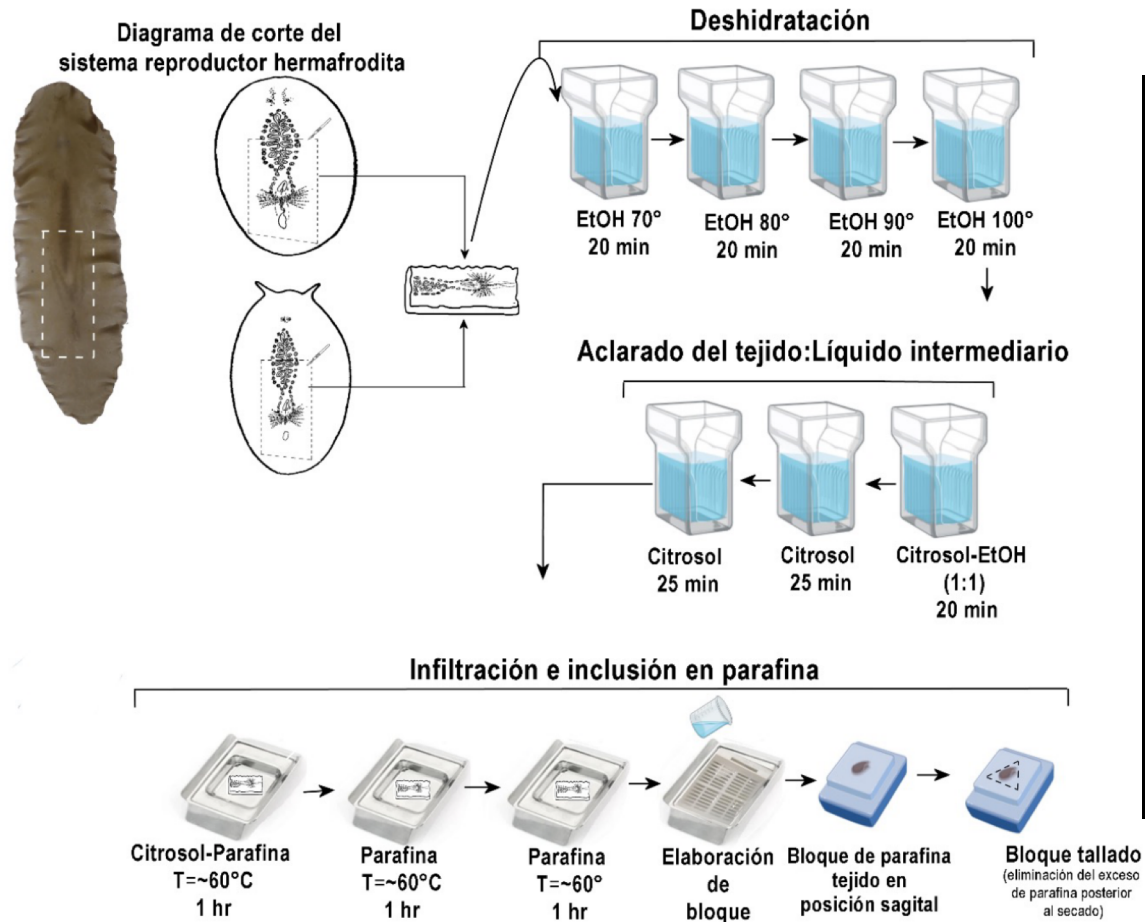 Diagrama de corte del
sistema reproductor hermafrodita
Deshidratación
EtOH 70°
20 min
EtOH 80°
20 min
EtOH 90°
20 min
EtOH 100°
20 min
Aclarado del tejido:Líquido intermediario
Citrosol
25 min
Citrosol
25 min
Citrosol-EtOH
(1:1)
20 min
Infiltración e inclusión en parafina
Citrosol-Parafina
T=~60°C
1 hr
Parafina
T=~60°C
1 hr
Parafina
T=~60°
1 hr
Elaboración
de
bloque
Bloque de parafina
tejido en
posición sagital
Bloque tallado
(eliminación del exceso
de parafina posterior
al secado)